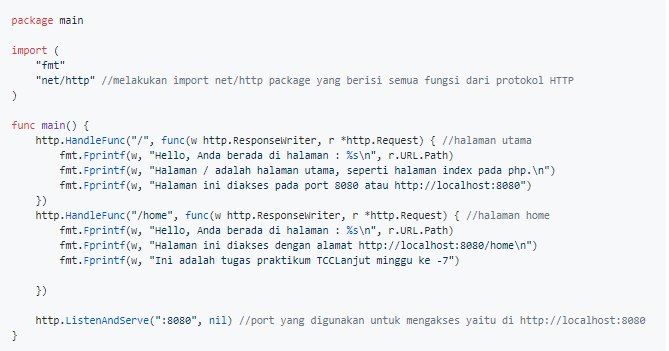 package main
import (
"fmt"
"net/http" //melakukan import net/http package yang berisi semua fungsi dari protokol HTTP
)
func main() {
http.HandleFunc("/", func(w http.ResponseWriter, r *http.Request) { //halaman utama
fmt.Fprintf(w, "Hello, Anda berada di halaman : %s\n", r.URL.Path)
fmt.Fprintf(w, "Halaman / adalah halaman utama, seperti halaman index pada php.\n")
fmt.Fprintf(w, "Halaman ini diakses pada port 8080 atau http://localhost:8080")
})
http.HandleFunc("/home", func(w http.ResponseWriter, r *http.Request) { //halaman home
fmt.Fprintf(w, "Hello, Anda berada di halaman : %s\n", r.URL.Path)
fmt.Fprintf(w, "Halaman ini diakses dengan alamat http://localhost:8080/home\n")
fmt.Fprintf(w, "Ini adalah tugas praktikum TCCLanjut minggu ke -7")
})
http.ListenAndServe(":8080", nil) //port yang digunakan untuk mengakses yaitu di http://localhost:8080
}